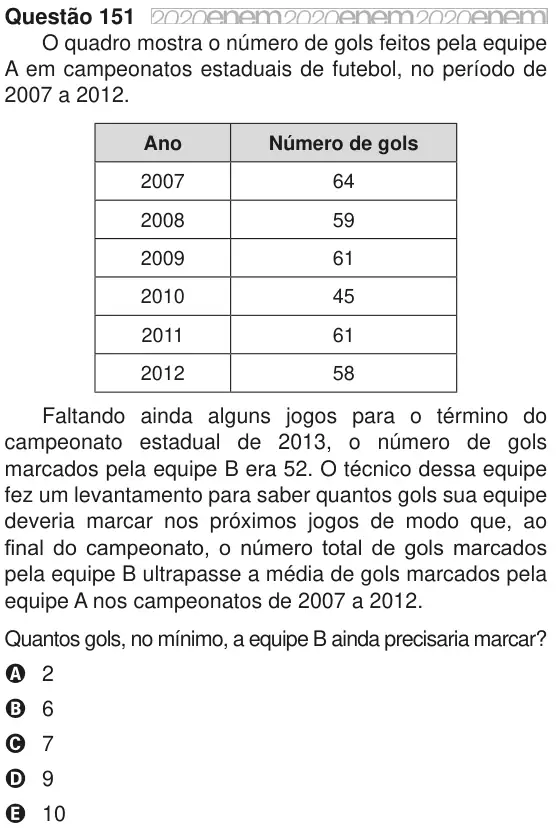 Questão 151 2020enem2020enem2020enem
O quadro mostra o número de gols feitos pela equipe
A em campeonatos estaduais de futebol, no período de
2007 a 2012.
Ano Número de gols
2007 64
2008 59
2009 61
2010 45
2011 61
2012 58
Faltando ainda alguns jogos para o término do
campeonato estadual de 2013, o número de gols
marcados pela equipe B era 52. O técnico dessa equipe
fez um levantamento para saber quantos gols sua equipe
deveria marcar nos próximos jogos de modo que, ao
final do campeonato, o número total de gols marcados
pela equipe B ultrapasse a média de gols marcados pela
equipe A nos campeonatos de 2007 a 2012.
Quantos gols, no mínimo, a equipe B ainda precisaria marcar?
A 2
B 6
C 7
D 9
E 10